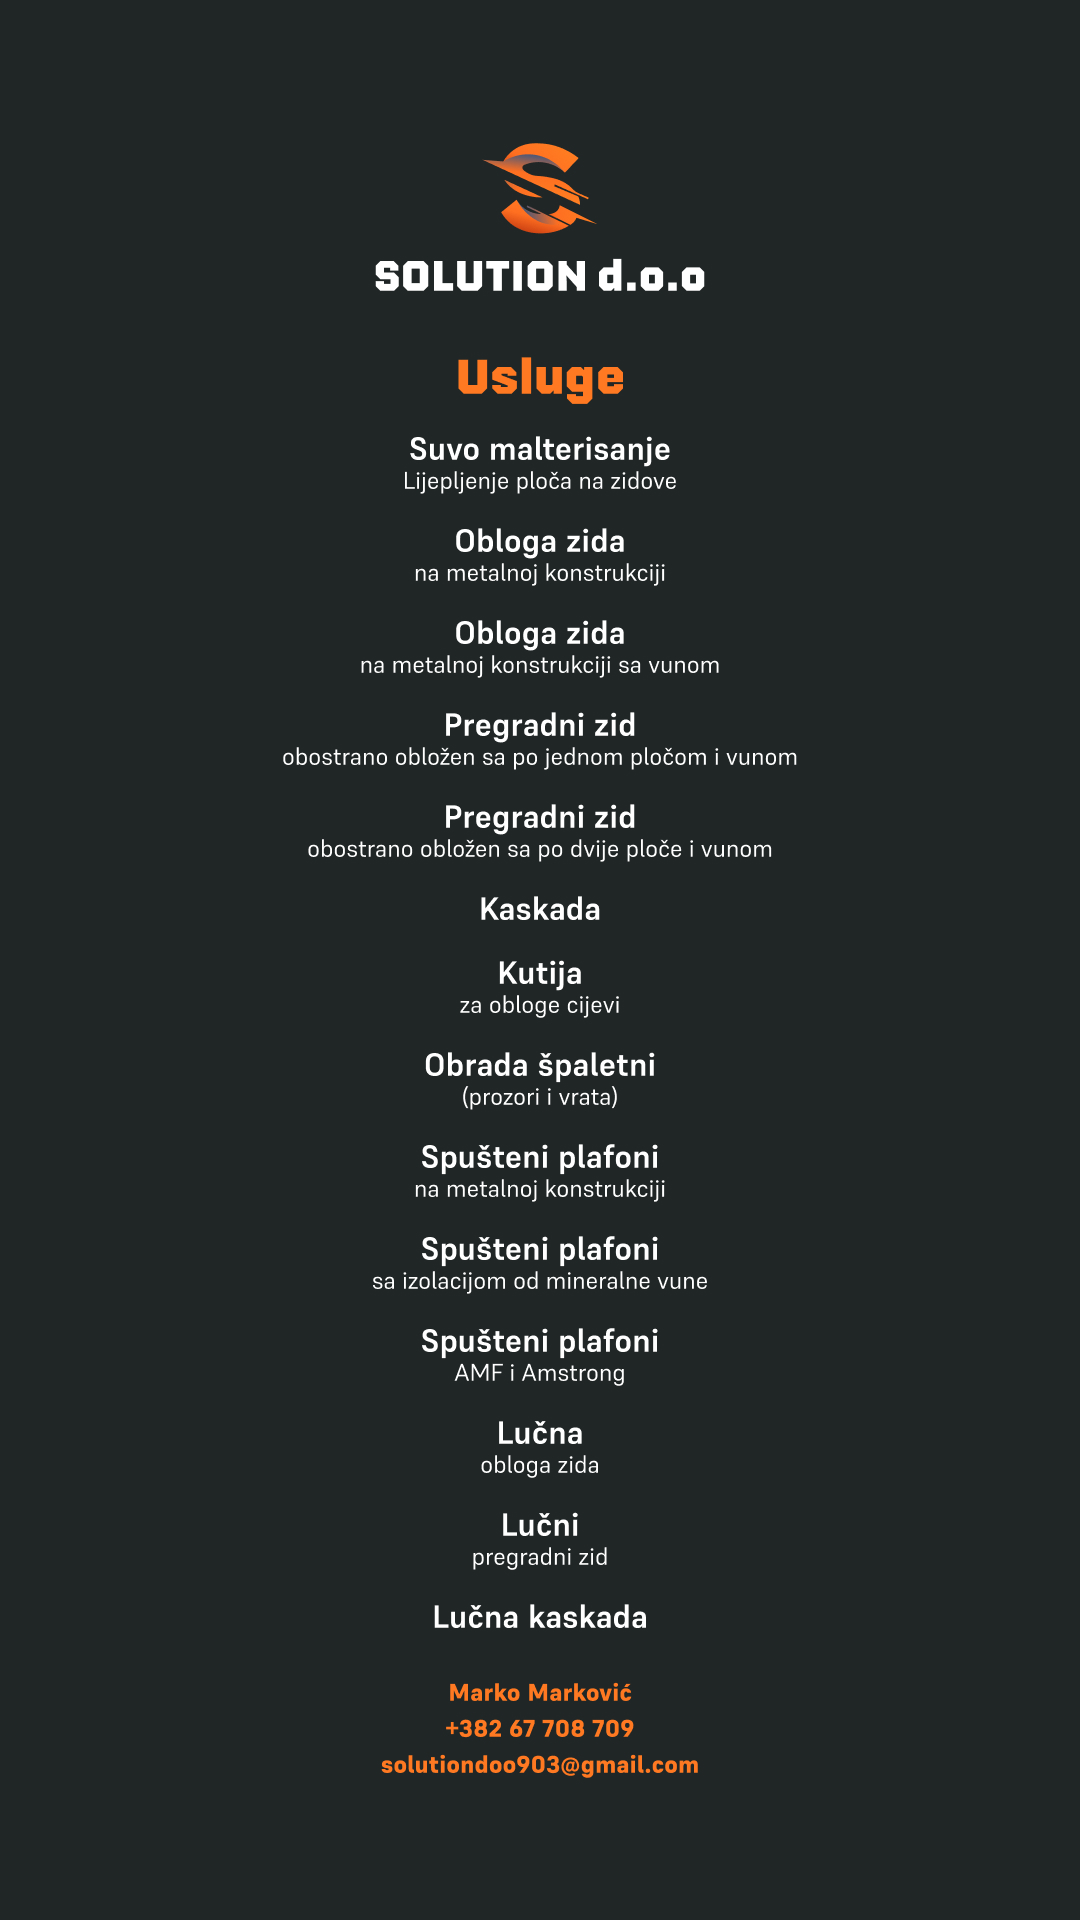 SOLUTION d.o.o
Usluge
Suvo malterisanje
Lijepljenje ploča na zidove
Obloga zida
na metalnoj konstrukciji
Obloga zida
na metalnoj konstrukciji sa vunom
Pregradni zid
obostrano obložen sa po jednom pločom i vunom
Pregradni zid
obostrano obložen sa po dvije ploče i vunom
Kaskada
Kutija
za obloge cijevi
Obrada špaletni
(prozori i vrata)
Spušteni plafoni
na metalnoj konstrukciji
Spušteni plafoni
sa izolacijom od mineralne vune
Spušteni plafoni
AMF i Amstrong
Lučna
obloga zida
Lučni
pregradni zid
Lučna kaskada
Marko Marković
+382 67 708 709
solutiondoo903@gmail.com